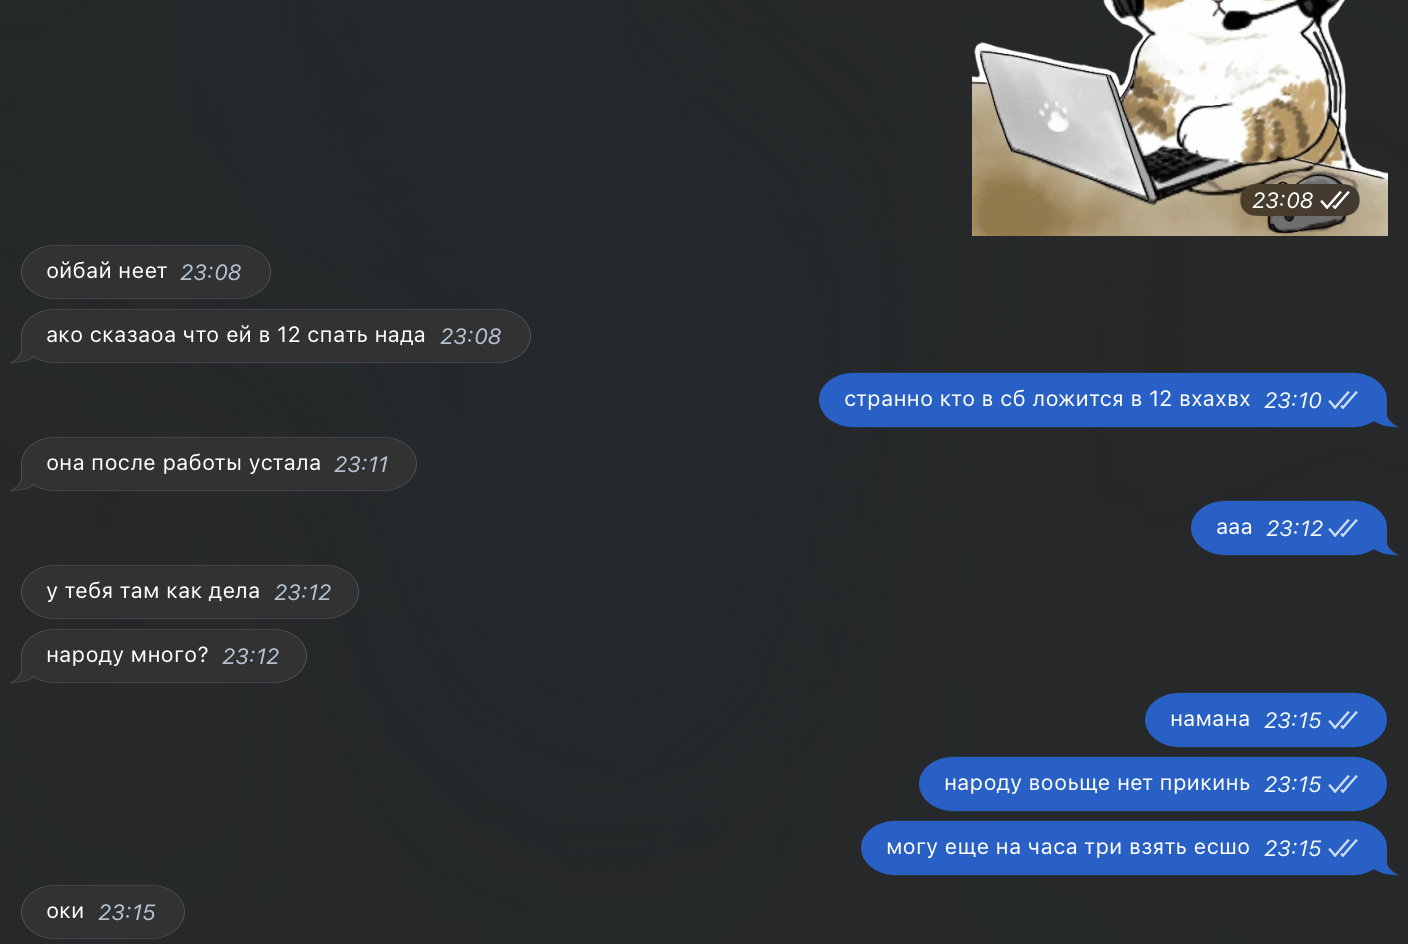 23:08
ойбай неет 23:08
ако сказаоа что ей в 12 спать нада 23:08
странно кто в сб ложится в 12 вхахвх 23:10
она после работы устала 23:11
ааа 23:12
у тебя там как дела 23:12
народу много? 23:12
намана 23:15
народу вооьще нет прикинь 23:15
могу еще на часа три взять есшо 23:15
оки 23:15